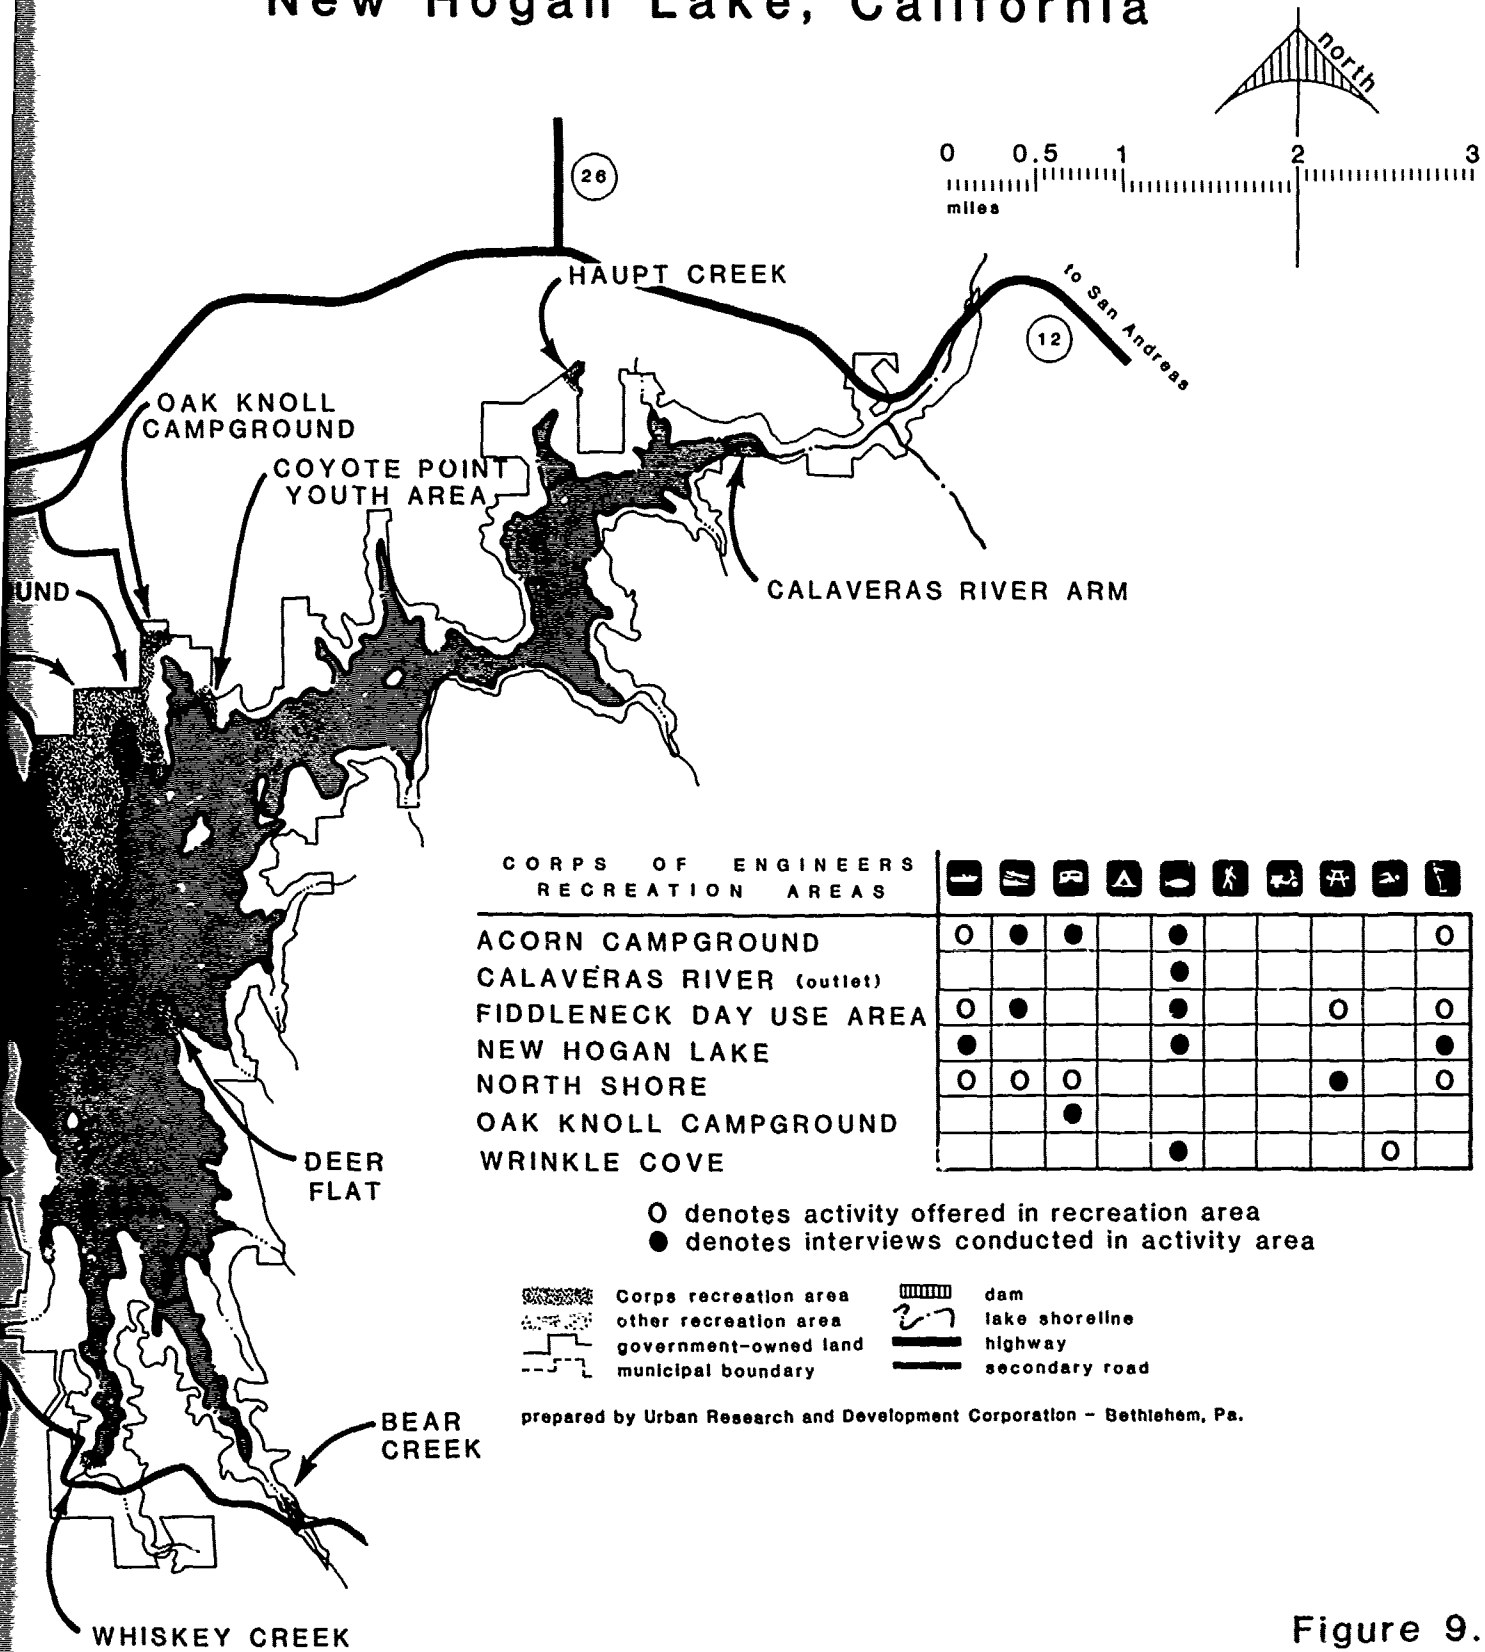 New Hogan Lake, California
north
0 0.5 1 2 3
miles
26
HAUPT CREEK
to San Andreas
12
OAK KNOLL
CAMPGROUND
COYOTE POINT
YOUTH AREA
UND
CALAVERAS RIVER ARM
CORPS OF ENGINEERS
RECREATION AREAS
ACORN CAMPGROUND
CALAVERAS RIVER (outlet)
FIDDLENECK DAY USE AREA
NEW HOGAN LAKE
NORTH SHORE
OAK KNOLL CAMPGROUND
WRINKLE COVE
DEER
FLAT
O denotes activity offered in recreation area
● denotes interviews conducted in activity area
Corps recreation area
other recreation area
government-owned land
municipal boundary
dam
lake shoreline
highway
secondary road
prepared by Urban Research and Development Corporation - Bethlehem, Pa.
BEAR
CREEK
WHISKEY CREEK
Figure 9.